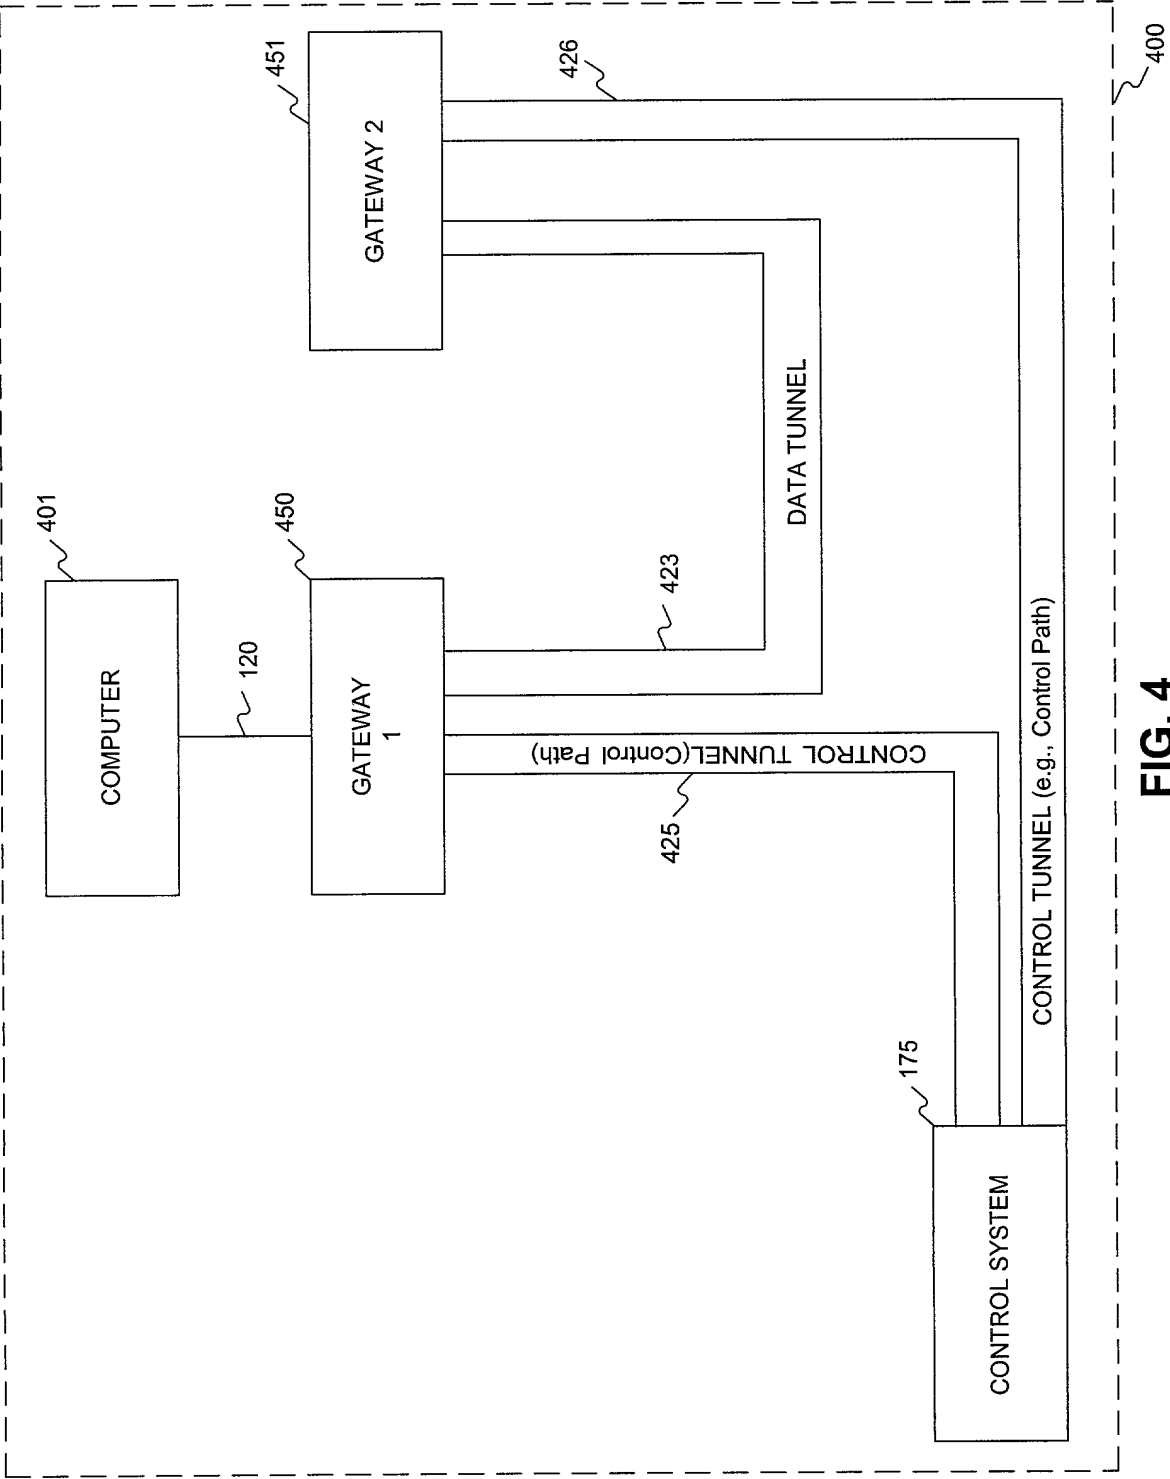 400
401
COMPUTER
120
450
GATEWAY
1
451
GATEWAY 2
423
425
426
CONTROL TUNNEL(Control Path)
DATA TUNNEL
175
CONTROL SYSTEM
CONTROL TUNNEL (e.g., Control Path)
FIG. 4